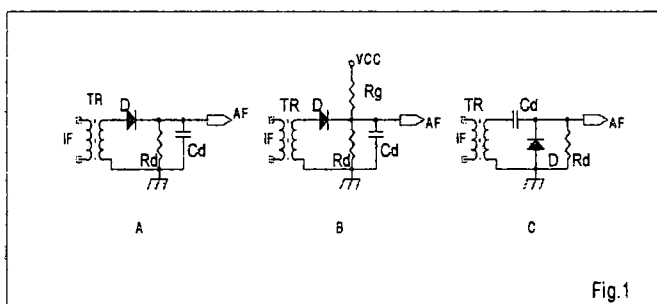 VCC
Rg
TR D AF
IF Rd Cd
TR D AF
IF Rd Cd
TR Cd AF
IF D Rd
A B C
Fig.1